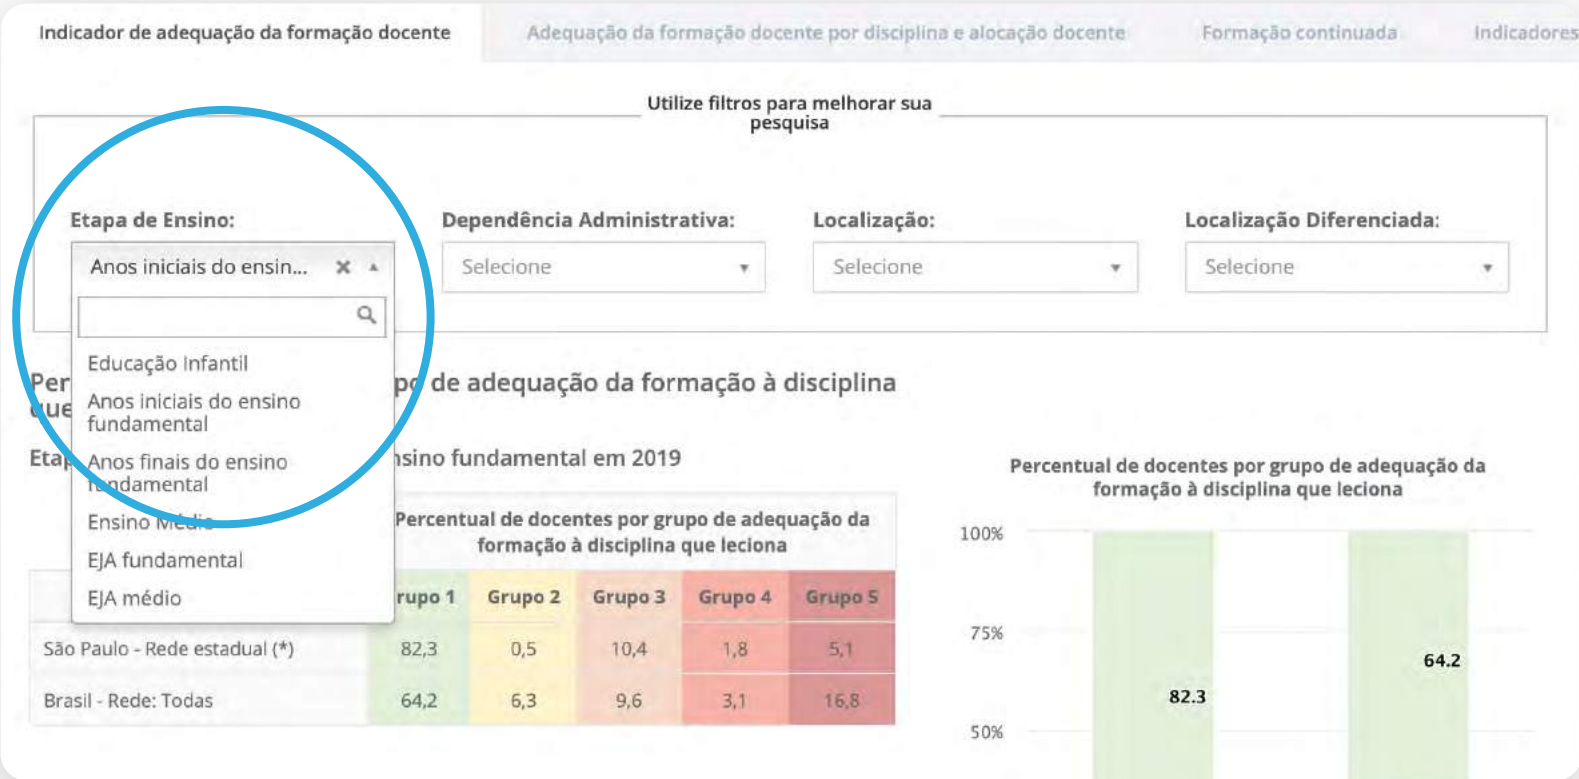 Indicador de adequação da formação docente
Adequação da formação docente por disciplina e alocação docente
Formação continuada
Indicadores
Utilize filtros para melhorar sua
pesquisa
Etapa de Ensino:
Dependência Administrativa:
Localização:
Localização Diferenciada:
Anos iniciais do ensin...
Selecione
Selecione
Selecione
Educação Infantil
Anos iniciais do ensino
fundamental
Anos finais do ensino
fundamental
Ensino Médio
EJA fundamental
EJA médio
Per
po de adequação da formação à disciplina
que
Etap
nsino fundamental em 2019
Percentual de docentes por grupo de adequação da
formação à disciplina que leciona
rupo 1 Grupo 2 Grupo 3 Grupo 4 Grupo 5
São Paulo - Rede estadual (*) 82,3 0,5 10,4 1,8 5,1
Brasil - Rede: Todas 64,2 6,3 9,6 3,1 16,8
Percentual de docentes por grupo de adequação da
formação à disciplina que leciona
100%
75%
64.2
82.3
50%